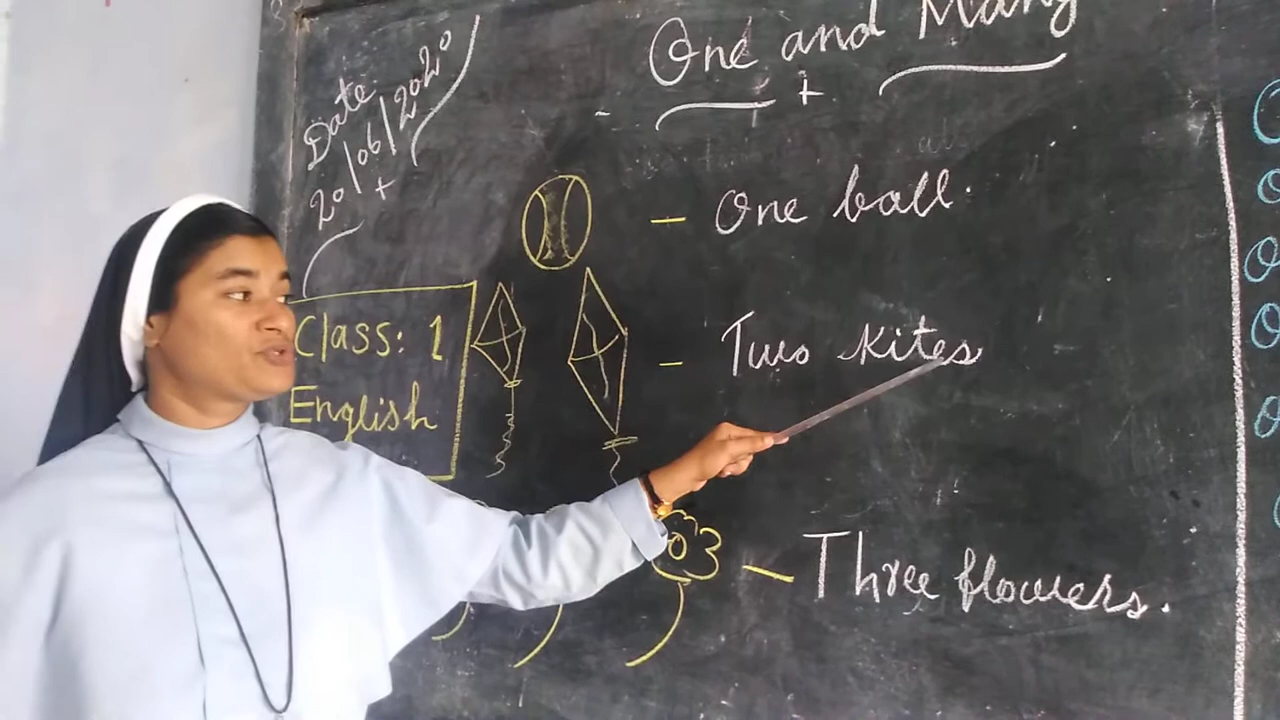 Date
20/06/2020
One and Many
One ball.
Class: 1
English
Two kites
Three flowers.